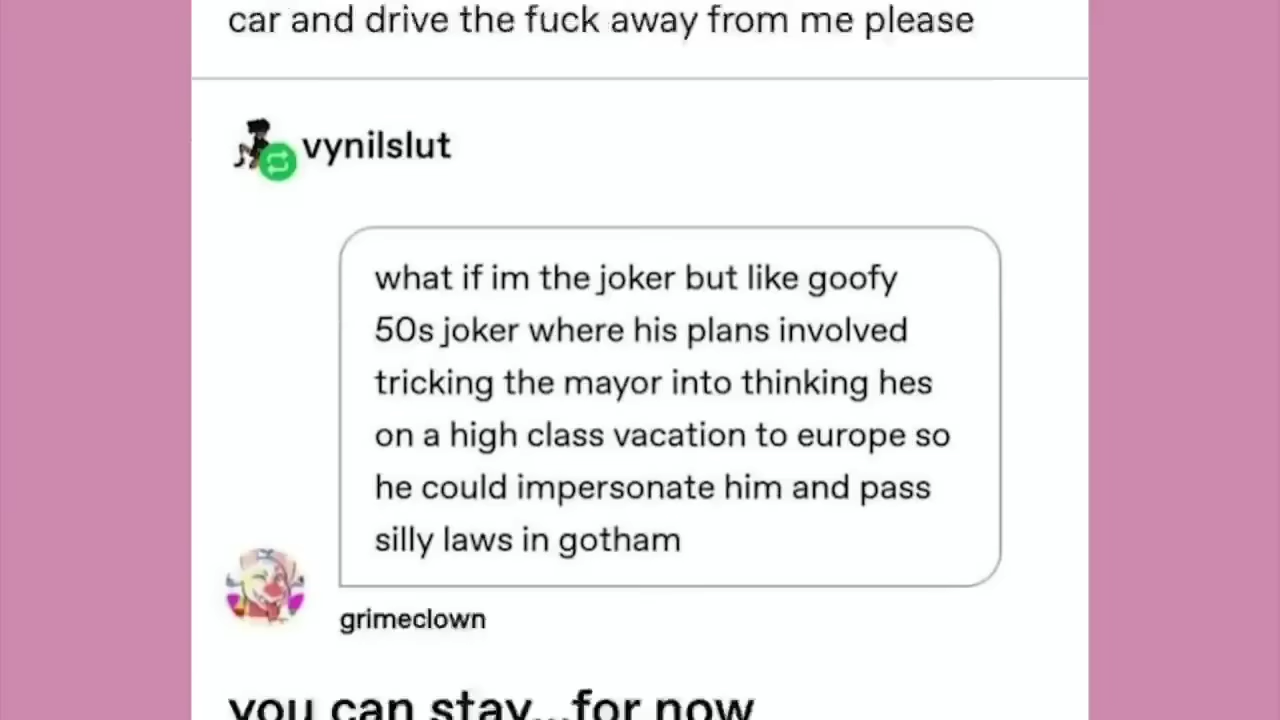 car and drive the fuck away from me please
vynilslut
what if im the joker but like goofy
50s joker where his plans involved
tricking the mayor into thinking hes
on a high class vacation to europe so
he could impersonate him and pass
silly laws in gotham
grimeclown
you can stay...for now